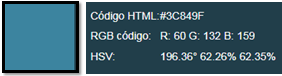 Código HTML:#3C849F
RGB código: R: 60 G: 132 B: 159
HSV: 196.36° 62.26% 62.35%